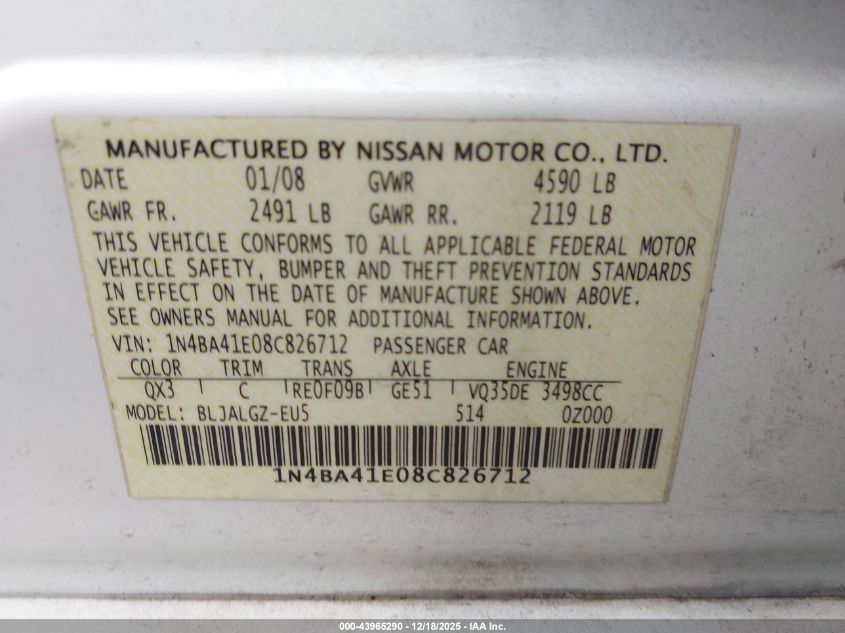 MANUFACTURED BY NISSAN MOTOR CO., LTD.
DATE 01/08 GVWR 4590 LB
GAWR FR. 2491 LB GAWR RR. 2119 LB
THIS VEHICLE CONFORMS TO ALL APPLICABLE FEDERAL MOTOR
VEHICLE SAFETY, BUMPER AND THEFT PREVENTION STANDARDS
IN EFFECT ON THE DATE OF MANUFACTURE SHOWN ABOVE.
SEE OWNERS MANUAL FOR ADDITIONAL INFORMATION.
VIN: 1N4BA41E08C826712 PASSENGER CAR
COLOR TRIM TRANS AXLE ENGINE
QX3 C RE0F09B GE51 VQ35DE 3498CC
MODEL: BLJALGZ-EU5 514 0Z000
1N4BA41E08C826712
000-43965290 - 12/18/2025 - IAA Inc.